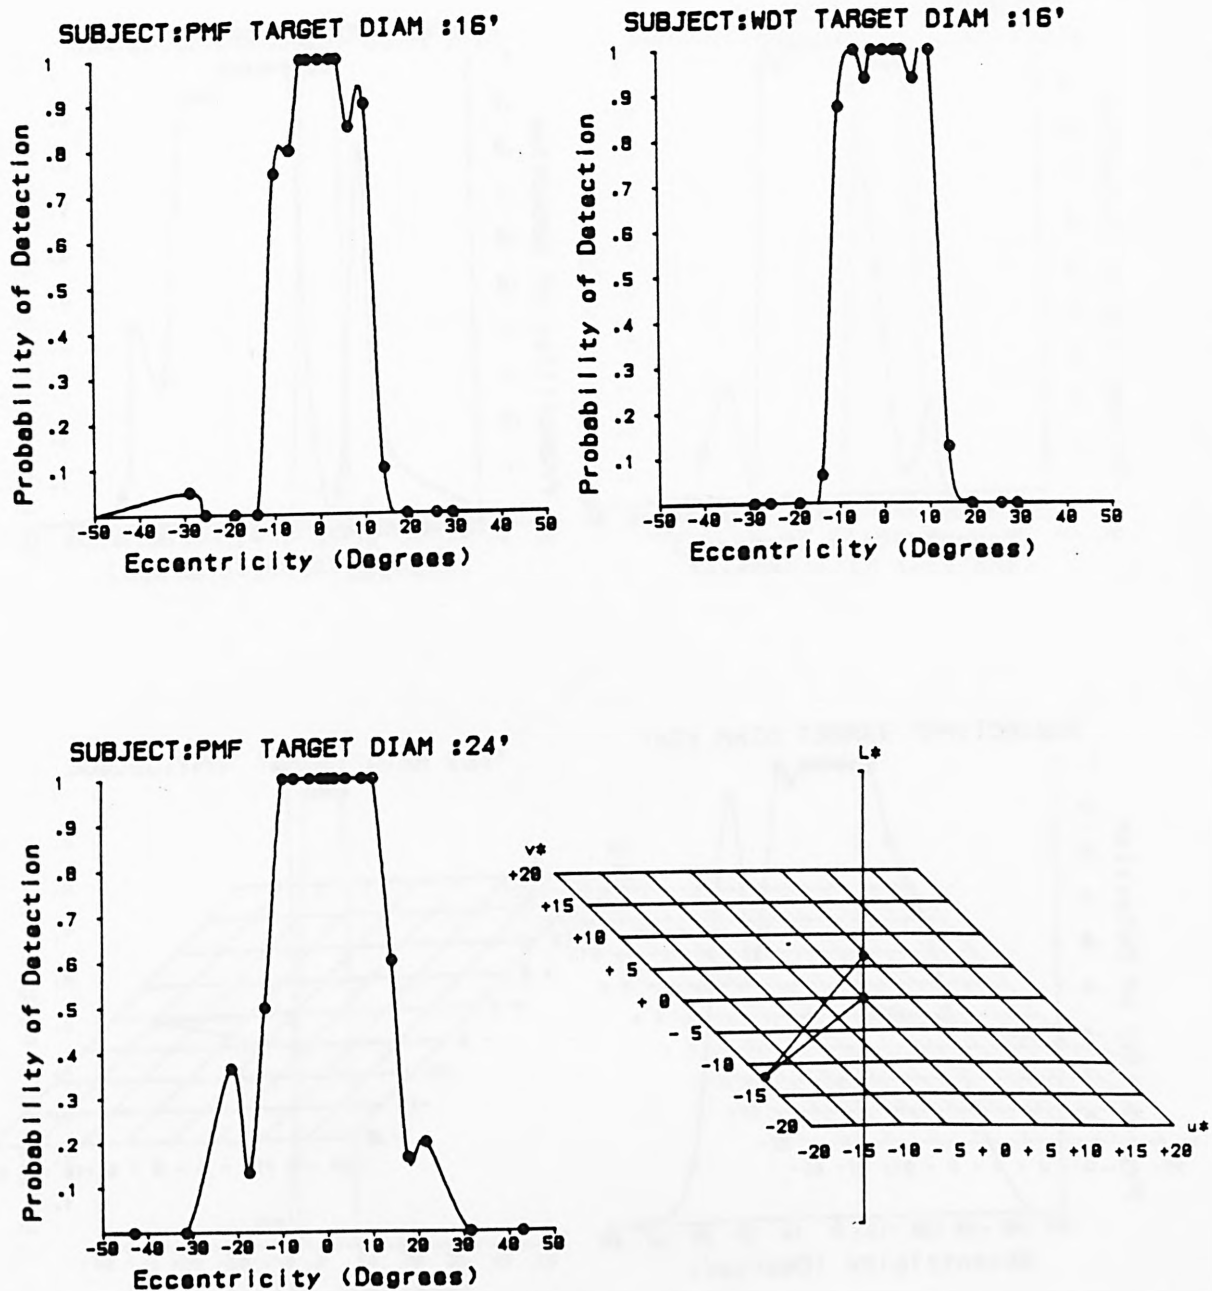 SUBJECT:PMF TARGET DIAM :16'
1
.9
.8
.7
.6
.5
.4
.3
.2
.1
Probability of Detection
-50 -40 -30 -20 -10 0 10 20 30 40 50
Eccentricity (Degrees)
SUBJECT:WDT TARGET DIAM :16'
1
.9
.8
.7
.6
.5
.4
.3
.2
.1
Probability of Detection
-50 -40 -30 -20 -10 0 10 20 30 40 50
Eccentricity (Degrees)
SUBJECT:PMF TARGET DIAM :24'
1
.9
.8
.7
.6
.5
.4
.3
.2
.1
Probability of Detection
-50 -40 -30 -20 -10 0 10 20 30 40 50
Eccentricity (Degrees)
L*
v*
+20
+15
+10
+ 5
+ 0
- 5
-10
-15
-20
-20 -15 -10 - 5 + 0 + 5 +10 +15 +20
u*